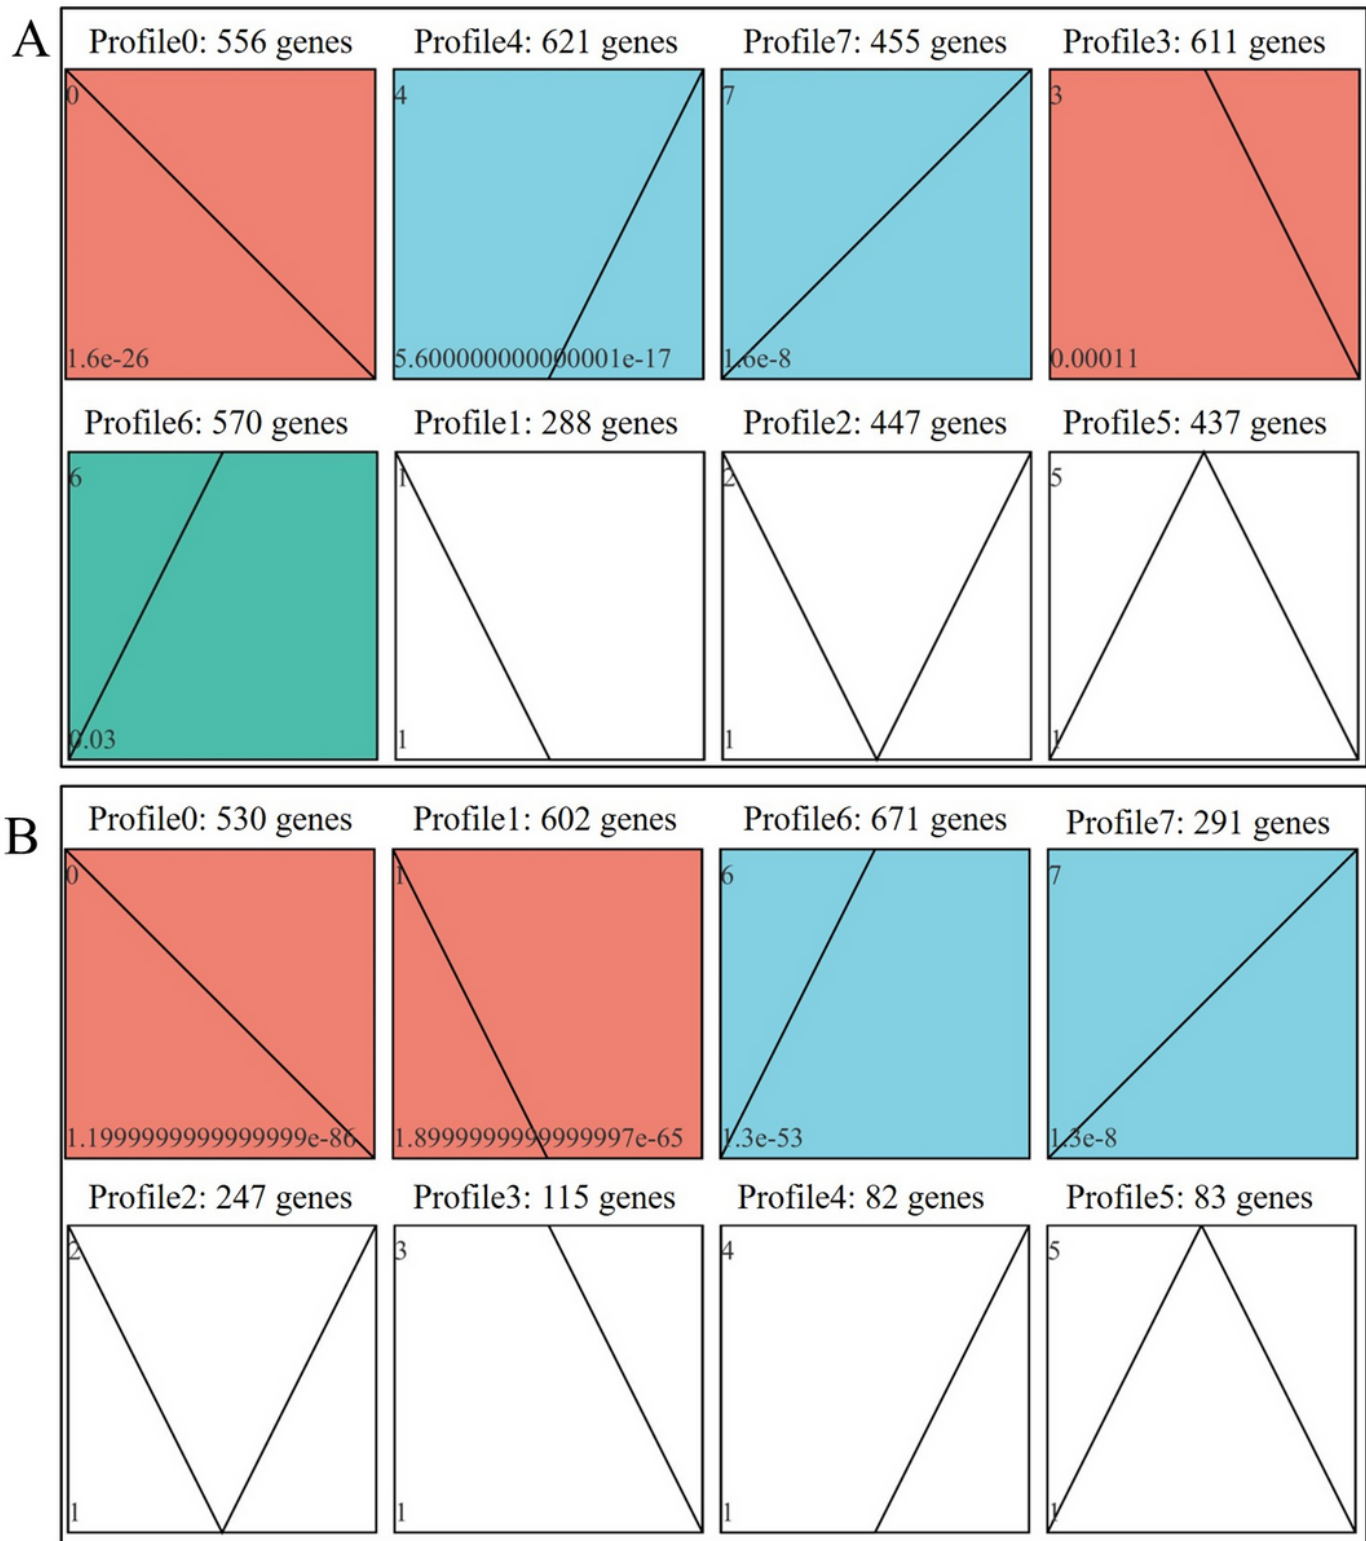 A
Profile0: 556 genes Profile4: 621 genes Profile7: 455 genes Profile3: 611 genes
0 4 7 3
1.6e-26 5.600000000000001e-17 1.6e-8 0.00011
Profile6: 570 genes Profile1: 288 genes Profile2: 447 genes Profile5: 437 genes
6 1 2 5
0.03 1 1 1
B
Profile0: 530 genes Profile1: 602 genes Profile6: 671 genes Profile7: 291 genes
0 1 6 7
1.1999999999999999e-86 1.8999999999999997e-65 1.3e-53 1.3e-8
Profile2: 247 genes Profile3: 115 genes Profile4: 82 genes Profile5: 83 genes
2 3 4 5
1 1 1 1